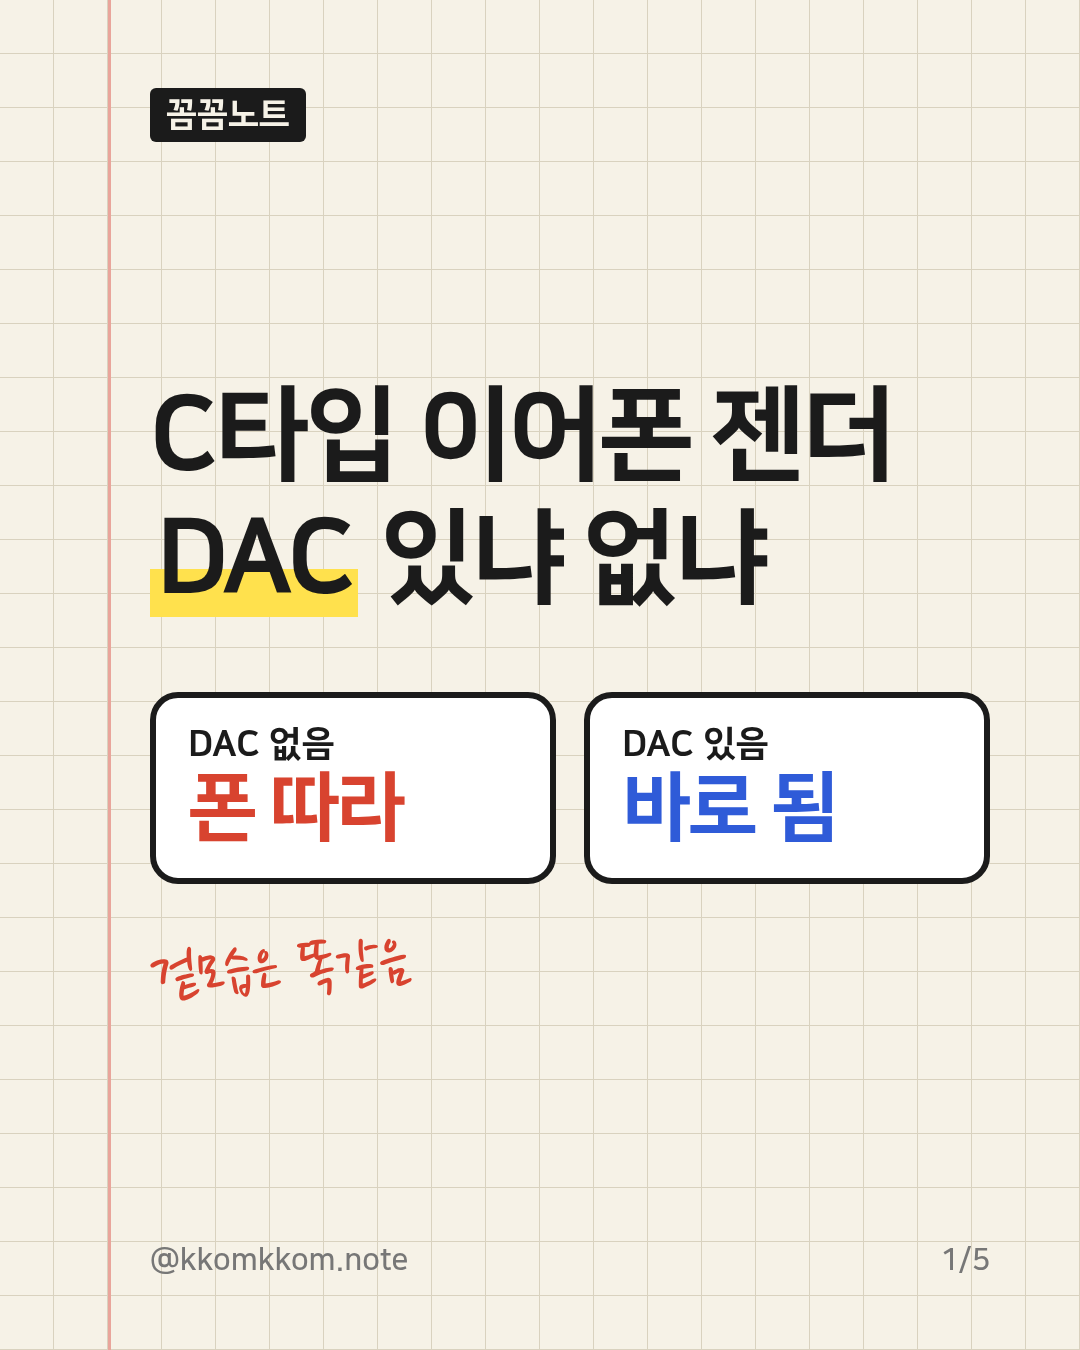 꼼꼼노트
C타입 이어폰 젠더
DAC 있냐 없냐
DAC 없음
폰 따라
DAC 있음
바로 됨
겉모습은 똑같음
@kkomkkom.note
1/5